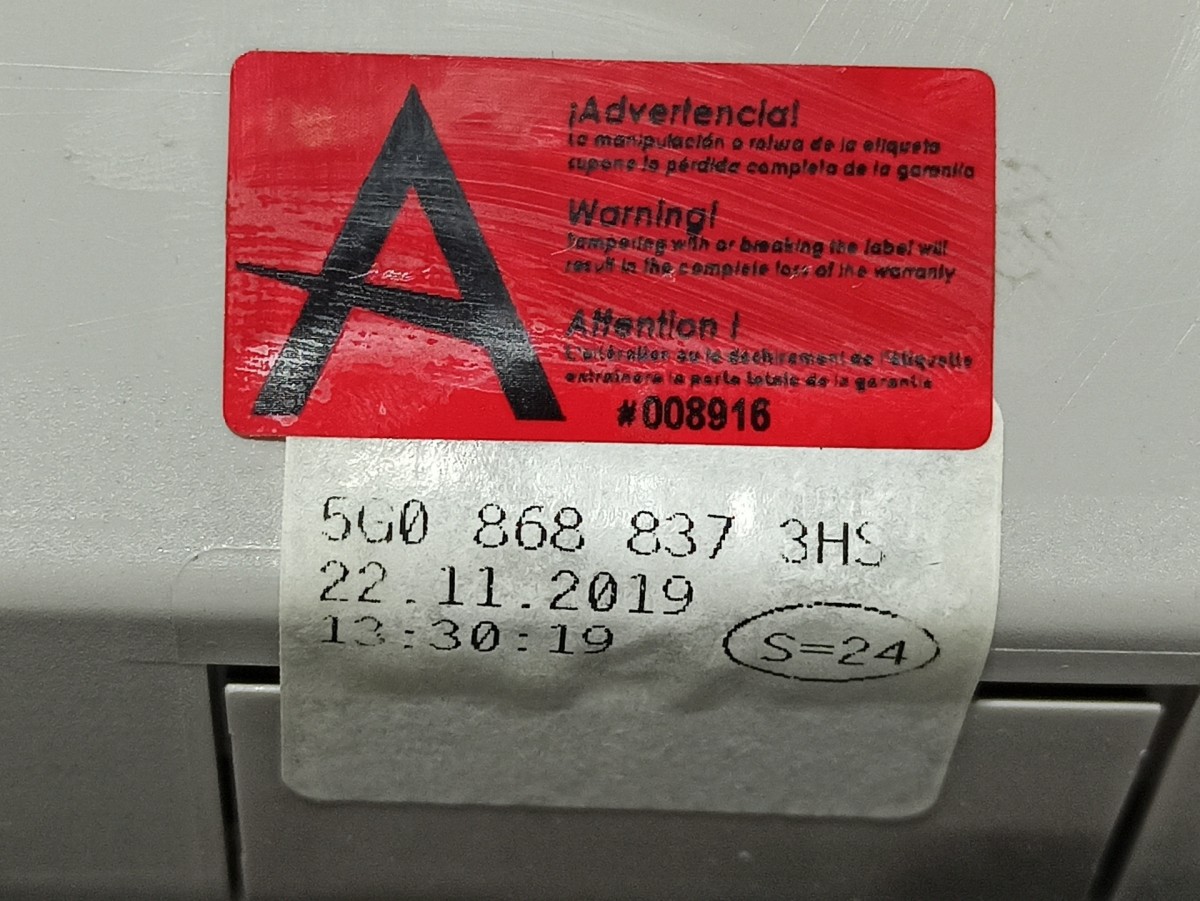 A
¡Advertencia!
La manipulación o rotura de la etiqueta
supone la pérdida completa de la garantía
Warning!
Tampering with or breaking the label will
result in the complete loss of the warranty
Attention !
L'altération ou le déchirement de l'étiquette
entraînera la perte totale de la garantie
#008916
5G0 868 837 3HS
22.11.2019
13:30:19
S=24